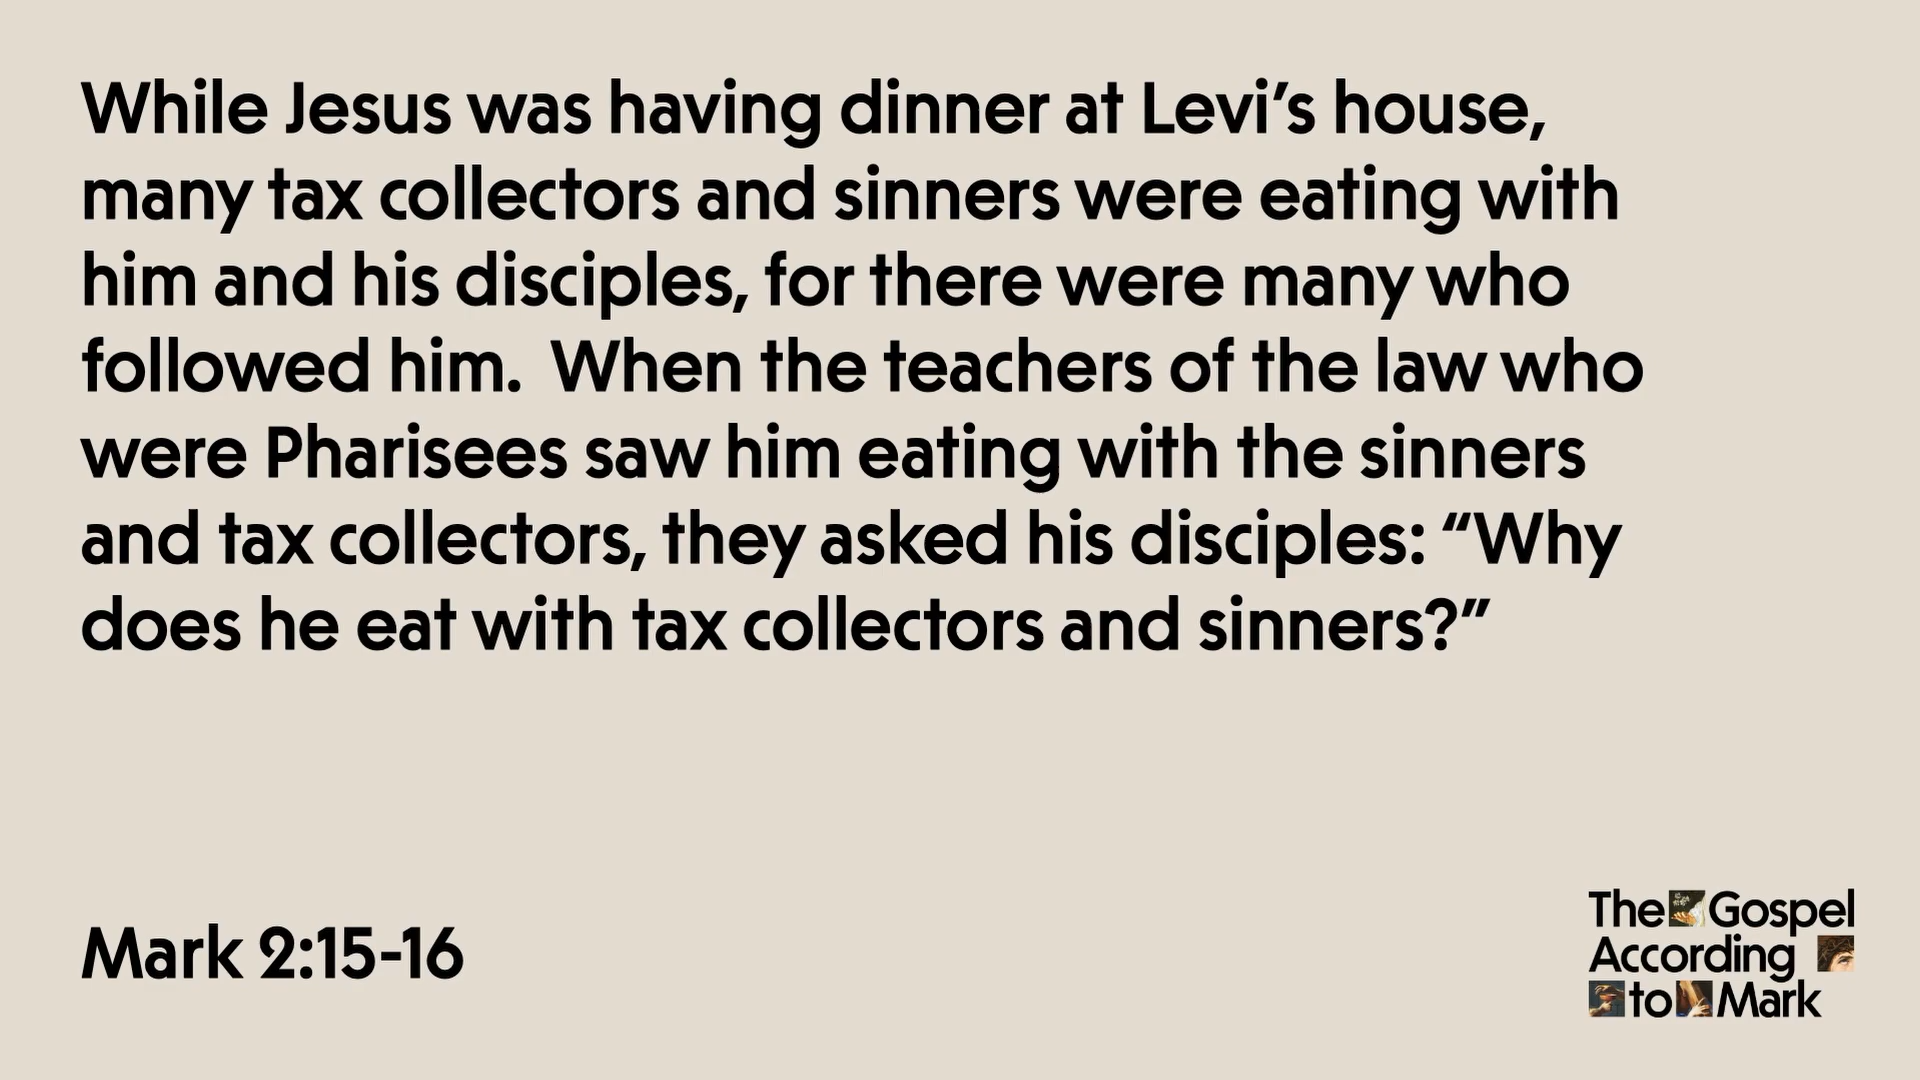 While Jesus was having dinner at Levi’s house,
many tax collectors and sinners were eating with
him and his disciples, for there were many who
followed him.  When the teachers of the law who
were Pharisees saw him eating with the sinners
and tax collectors, they asked his disciples: “Why
does he eat with tax collectors and sinners?”
Mark 2:15-16
The Gospel
According
to Mark